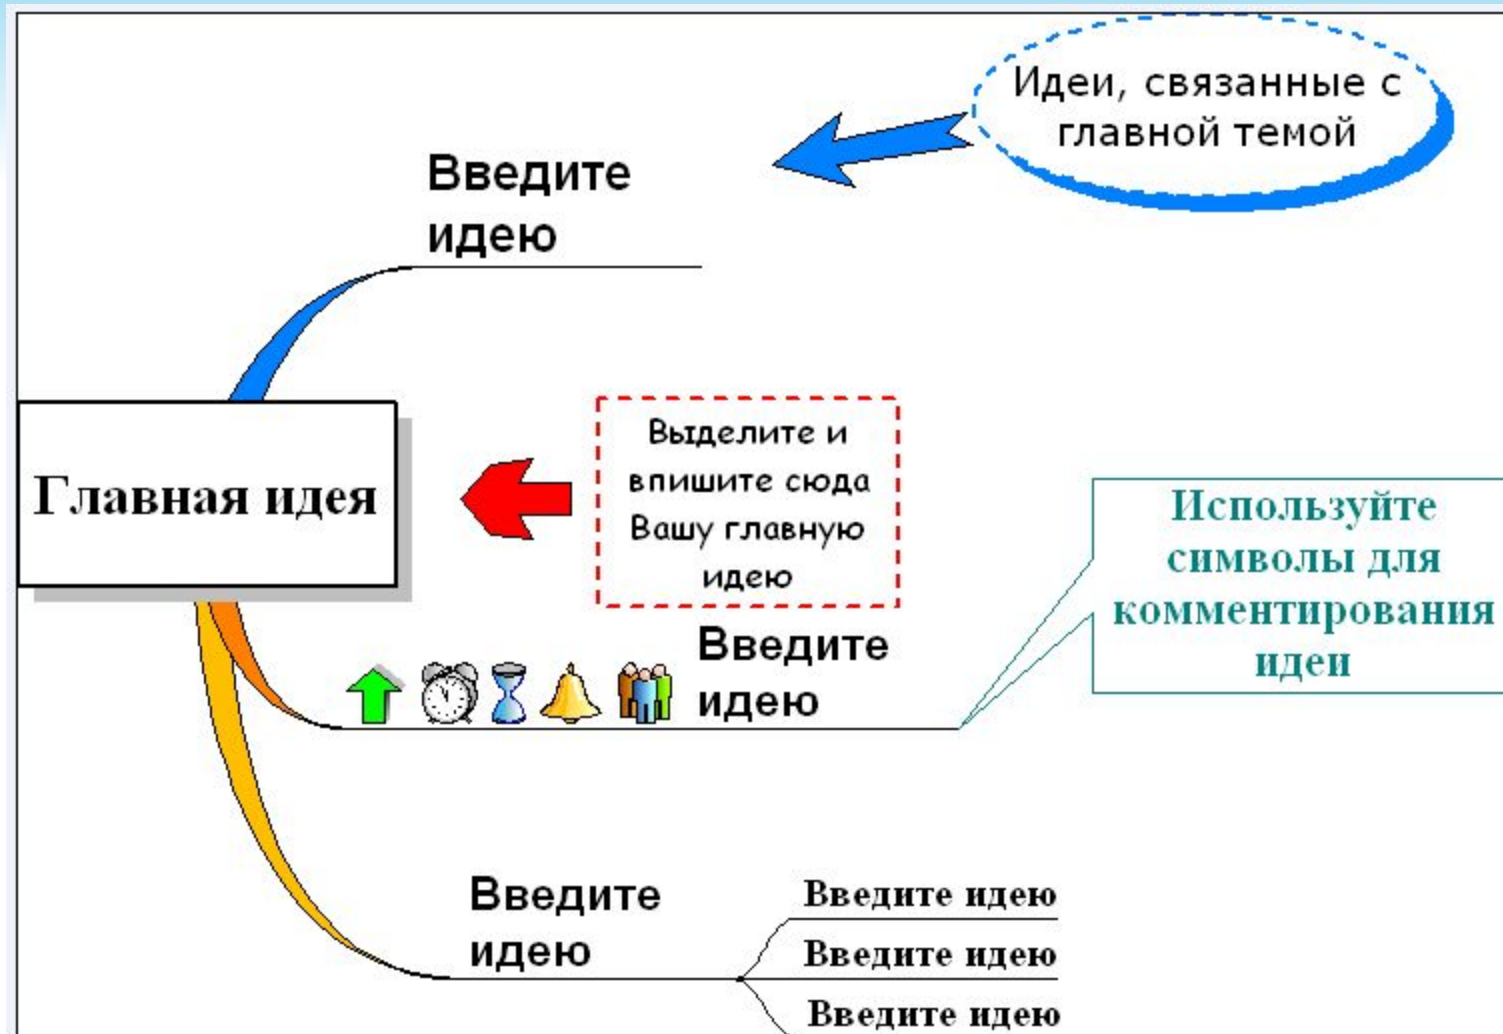 Идеи, связанные с
главной темой
Введите
идею
Главная идея
Выделите и
впишите сюда
Вашу главную
идею
Используйте
символы для
комментирования
идеи
Введите
идею
Введите
идею
Введите идею
Введите идею
Введите идею